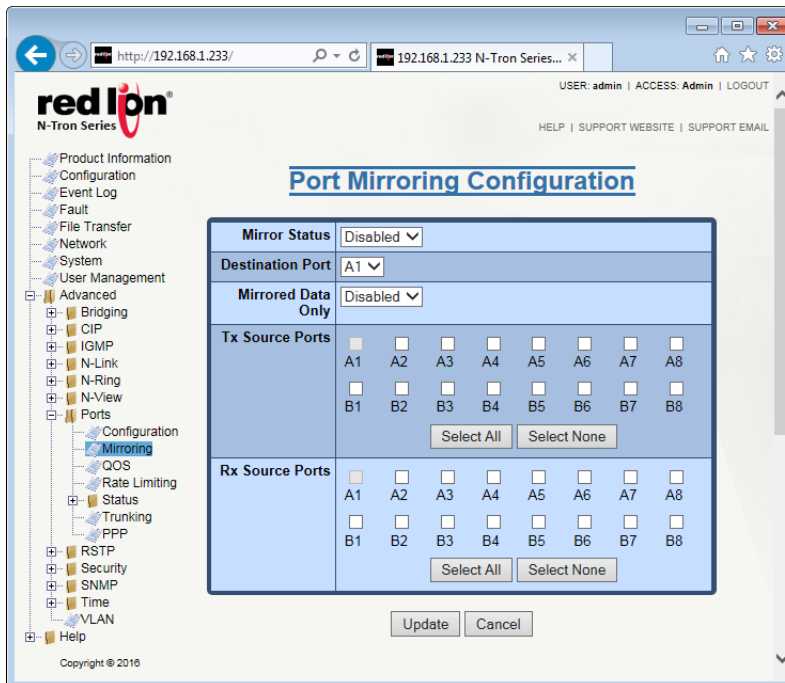 http://192.168.1.233/
192.168.1.233 N-Tron Series...
USER: admin | ACCESS: Admin | LOGOUT
red lion®
N-Tron Series
HELP | SUPPORT WEBSITE | SUPPORT EMAIL
Product Information
Configuration
Event Log
Fault
File Transfer
Network
System
User Management
Advanced
Bridging
CIP
IGMP
N-Link
N-Ring
N-View
Ports
Configuration
Mirroring
QOS
Rate Limiting
Status
Trunking
PPP
RSTP
Security
SNMP
Time
VLAN
Help
Copyright © 2016
Port Mirroring Configuration
Mirror Status Disabled
Destination Port A1
Mirrored Data Only Disabled
Tx Source Ports
A1 A2 A3 A4 A5 A6 A7 A8
B1 B2 B3 B4 B5 B6 B7 B8
Select All Select None
Rx Source Ports
A1 A2 A3 A4 A5 A6 A7 A8
B1 B2 B3 B4 B5 B6 B7 B8
Select All Select None
Update Cancel